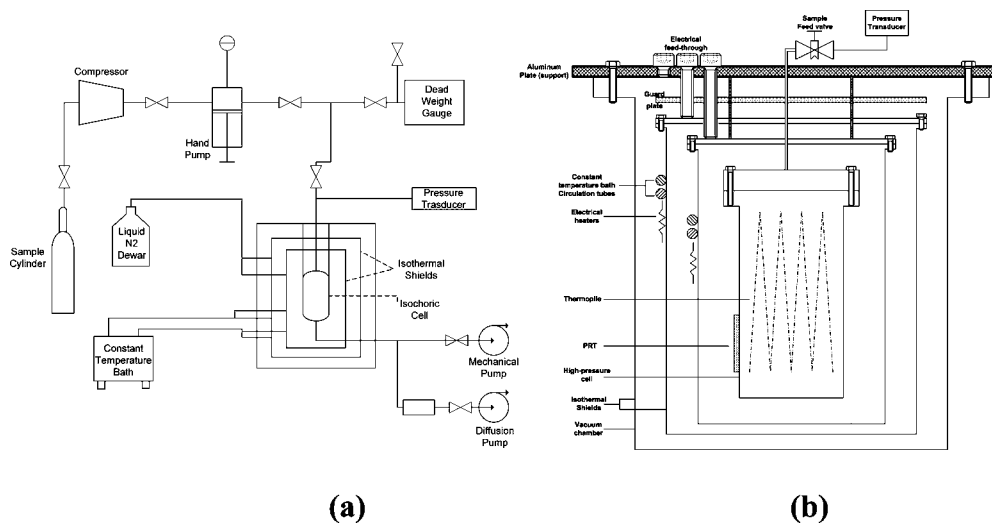 Compressor
Hand
Pump
Dead
Weight
Gauge
Pressure
Trasducer
Sample
Cylinder
Liquid
N2
Dewar
Isothermal
Shields
Isochoric
Cell
Constant
Temperature
Bath
Mechanical
Pump
Diffusion
Pump
(a)
Sample
Feed valve
Pressure
Transducer
Electrical
feed-through
Aluminum
Plate (support)
Guard
plate
Constant
temperature bath
Circulation tubes
Electrical
heaters
Thermopile
PRT
High-pressure
cell
Isothermal
Shields
Vacuum
chamber
(b)